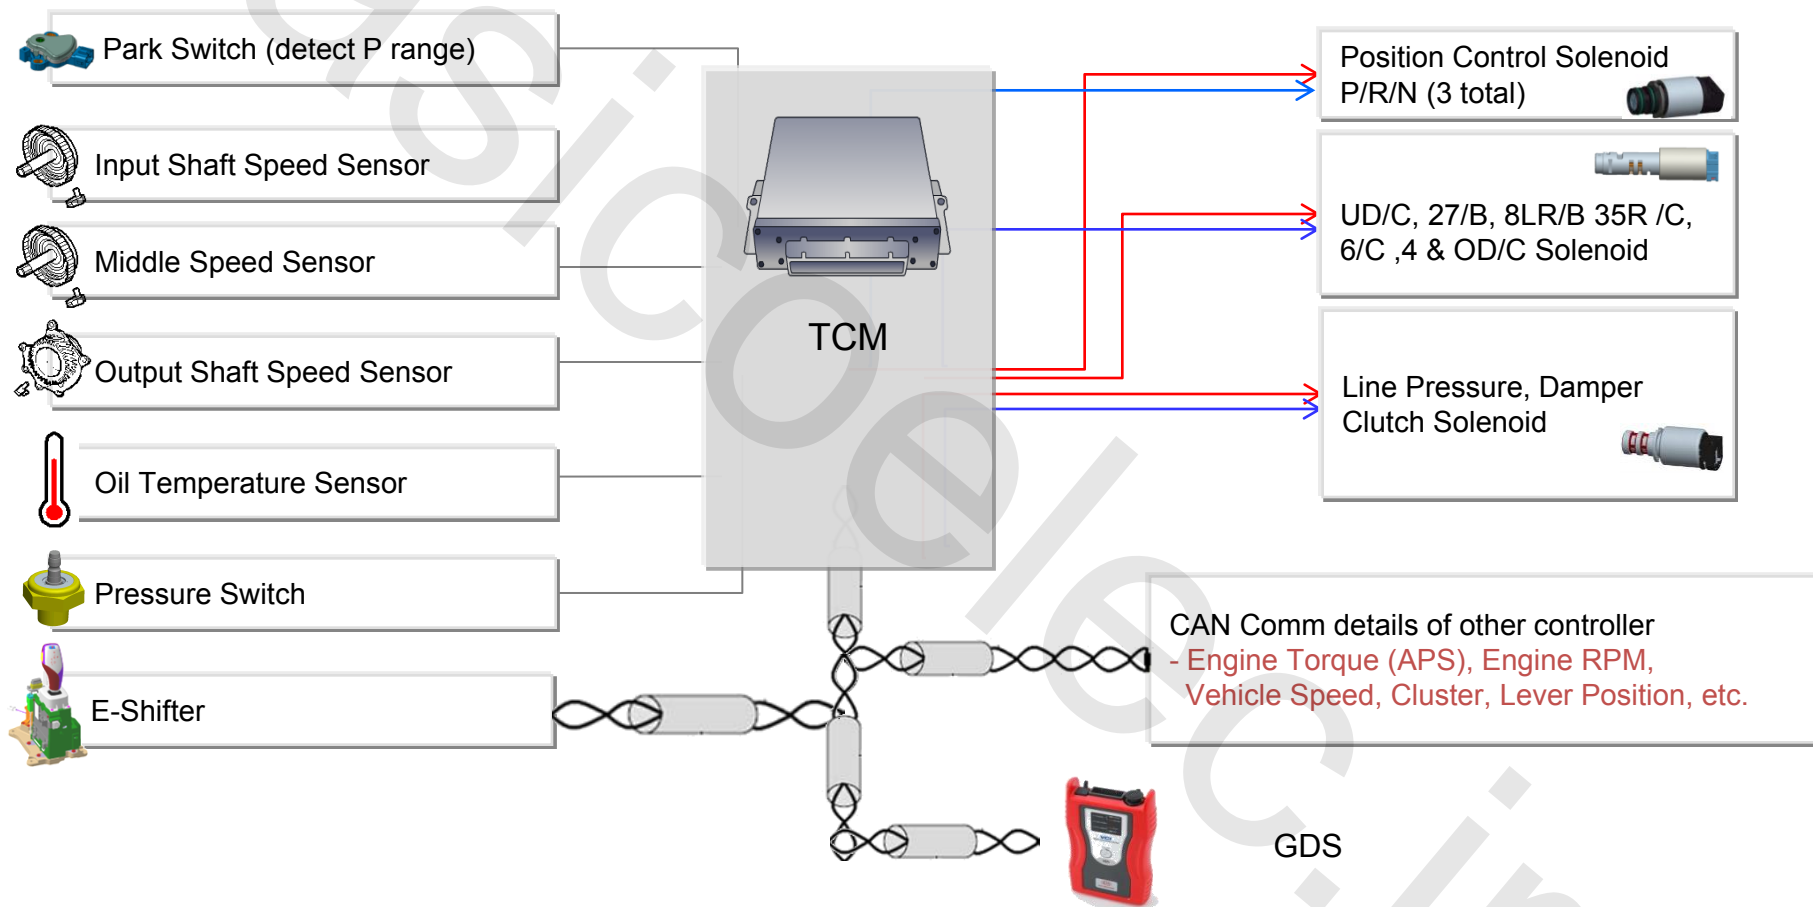 Park Switch (detect P range)
Input Shaft Speed Sensor
Middle Speed Sensor
Output Shaft Speed Sensor
Oil Temperature Sensor
Pressure Switch
E-Shifter
TCM
Position Control Solenoid
P/R/N (3 total)
UD/C, 27/B, 8LR/B 35R /C,
6/C ,4 & OD/C Solenoid
Line Pressure, Damper
Clutch Solenoid
CAN Comm details of other controller
- Engine Torque (APS), Engine RPM,
Vehicle Speed, Cluster, Lever Position, etc.
GDS